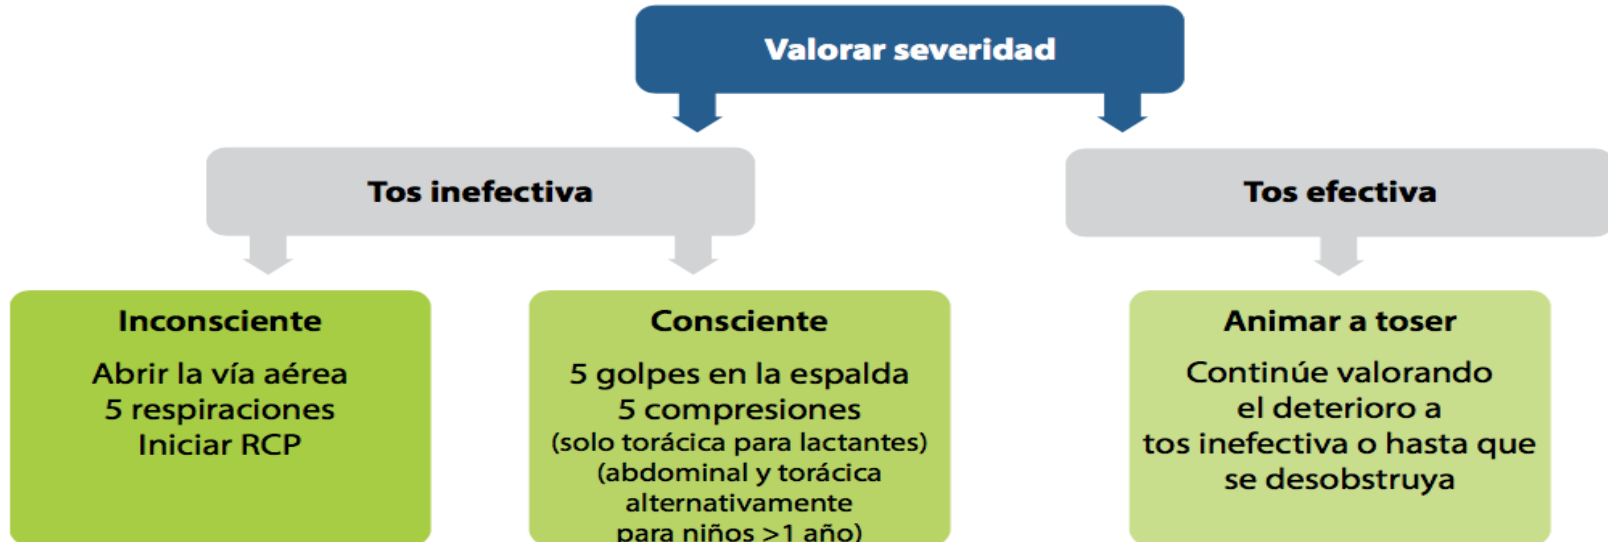 Valorar severidad
Tos inefectiva
Tos efectiva
Inconsciente
Abrir la vía aérea
5 respiraciones
Iniciar RCP
Consciente
5 golpes en la espalda
5 compresiones
(solo torácica para lactantes)
(abdominal y torácica
alternativamente
para niños >1 año)
Animar a toser
Continúe valorando
el deterioro a
tos inefectiva o hasta que
se desobstruya